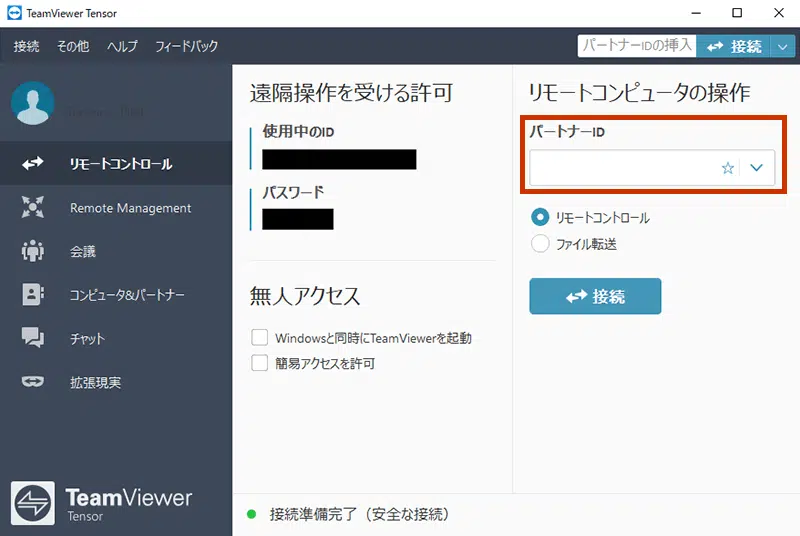 TeamViewer Tensor
接続 その他 ヘルプ フィードバック
パートナーIDの挿入 接続
遠隔操作を受ける許可
使用中のID
パスワード
無人アクセス
Windowsと同時にTeamViewerを起動
簡易アクセスを許可
リモートコンピュータの操作
パートナーID
リモートコントロール
ファイル転送
接続
リモートコントロール
Remote Management
会議
コンピュータ&パートナー
チャット
拡張現実
TeamViewer
Tensor
接続準備完了（安全な接続）